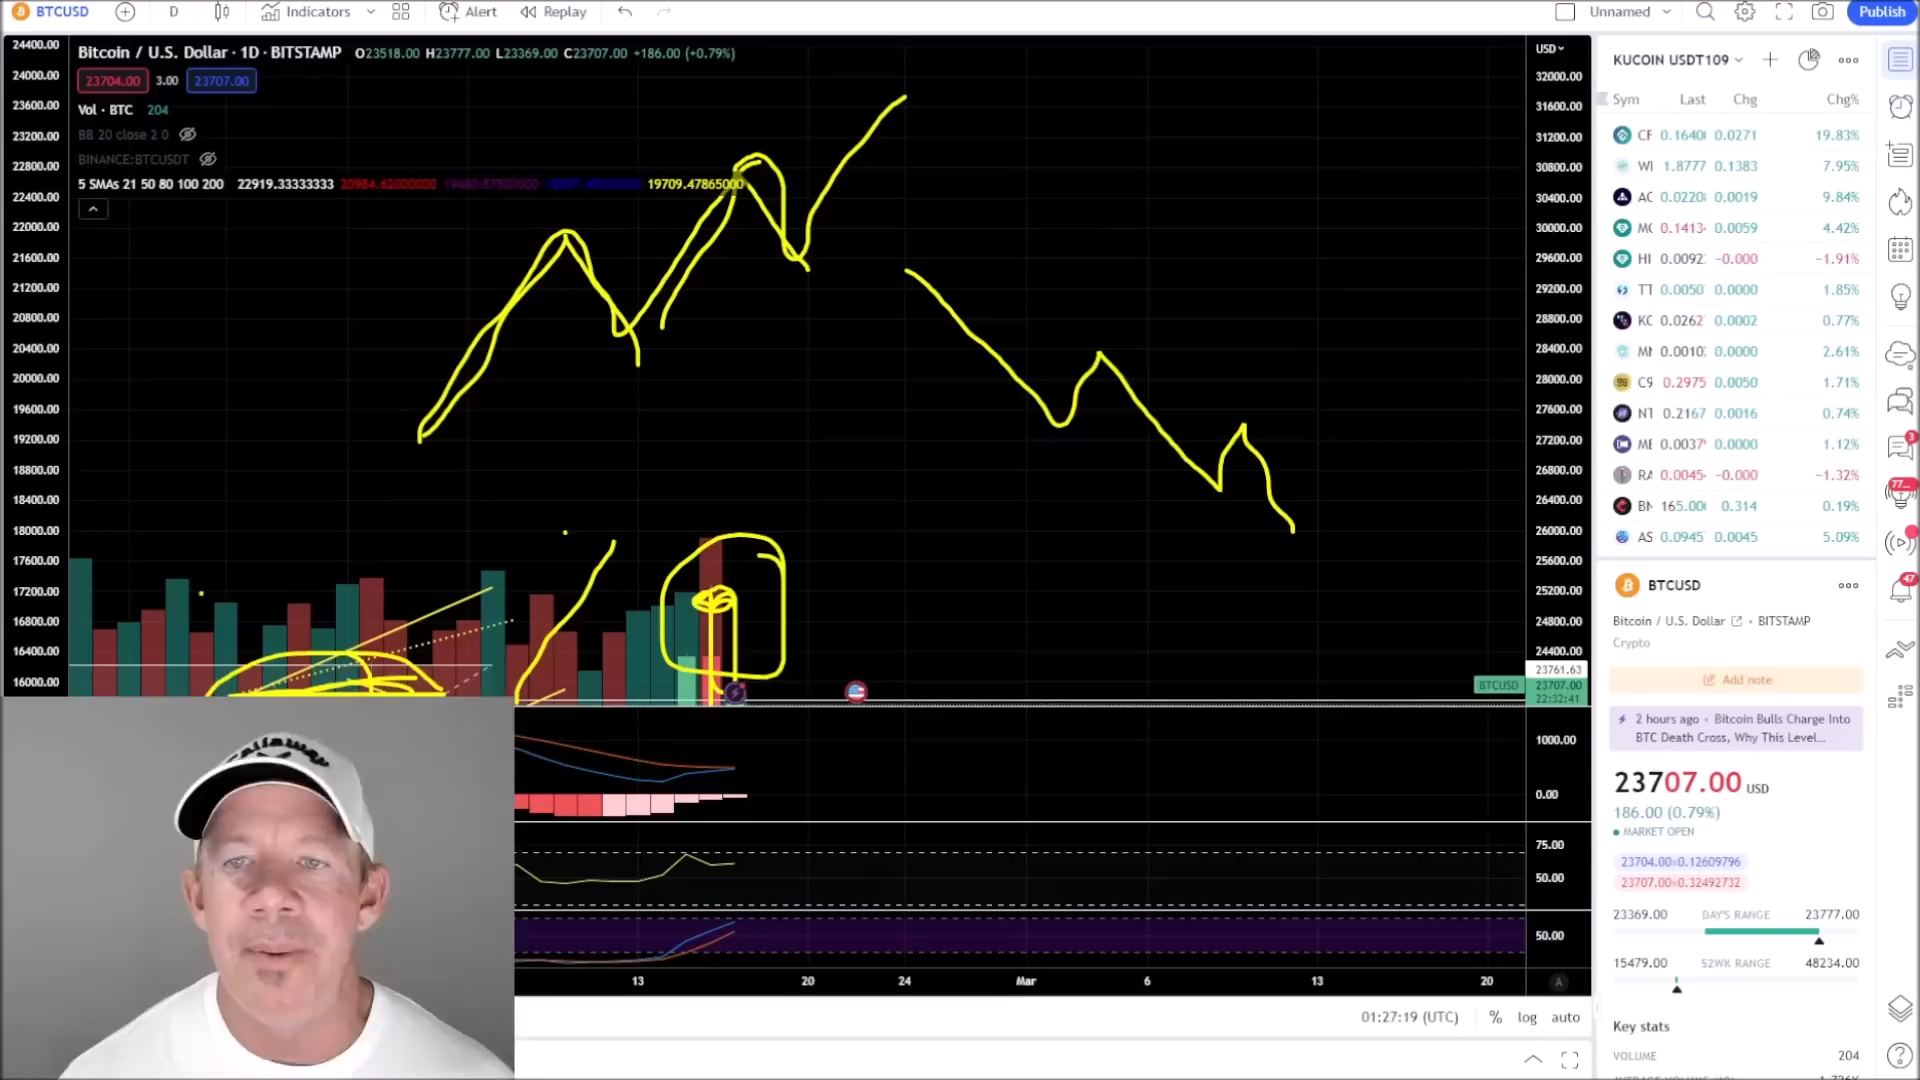 BTCUSD
D
Indicators
Alert
Replay
Unnamed
Publish
Bitcoin / U.S. Dollar · 1D · BITSTAMP O23518.00 H23777.00 L23369.00 C23707.00 +186.00 (+0.79%)
23704.00 3.00 23707.00
Vol · BTC 204
BB 20 close 2 0
BINANCE:BTCUSDT
5 SMAs 21 50 80 100 200 22919.33333333 20984.62000000 19709.47865000
24400.00
24000.00
23600.00
23200.00
22800.00
22400.00
22000.00
21600.00
21200.00
20800.00
20400.00
20000.00
19600.00
19200.00
18800.00
18400.00
18000.00
17600.00
17200.00
16800.00
16400.00
16000.00
USD
32000.00
31600.00
31200.00
30800.00
30400.00
30000.00
29600.00
29200.00
28800.00
28400.00
28000.00
27600.00
27200.00
26800.00
26400.00
26000.00
25600.00
25200.00
24800.00
24400.00
23761.63
BTCUSD 23707.00
22:32:41
1000.00
0.00
75.00
50.00
50.00
13 20 24 Mar 6 13 20 A
01:27:19 (UTC) % log auto
Callaway
KUCOIN USDT109
Sym Last Chg Chg%
CF 0.1640 0.0271 19.83%
WI 1.8777 0.1383 7.95%
AC 0.0220 0.0019 9.84%
0.1413 0.0059 4.42%
HI 0.0092 −0.000 −1.91%
TT 0.0050 0.0000 1.85%
KC 0.0262 0.0002 0.77%
0.0010 0.0000 2.61%
C9 0.2975 0.0050 1.71%
NT 0.2167 0.0016 0.74%
ME 0.0037 0.0000 1.12%
RA 0.0045 −0.000 −1.32%
165.00 0.314 0.19%
AS 0.0945 0.0045 5.09%
BTCUSD
Bitcoin / U.S. Dollar · BITSTAMP
Crypto
Add note
2 hours ago · Bitcoin Bulls Charge Into
BTC Death Cross, Why This Level...
23707.00 USD
186.00 (0.79%)
MARKET OPEN
23704.00×0.12609796
23707.00×0.32492732
23369.00 DAY'S RANGE 23777.00
15479.00 52WK RANGE 48234.00
Key stats
VOLUME 204
3
77
47